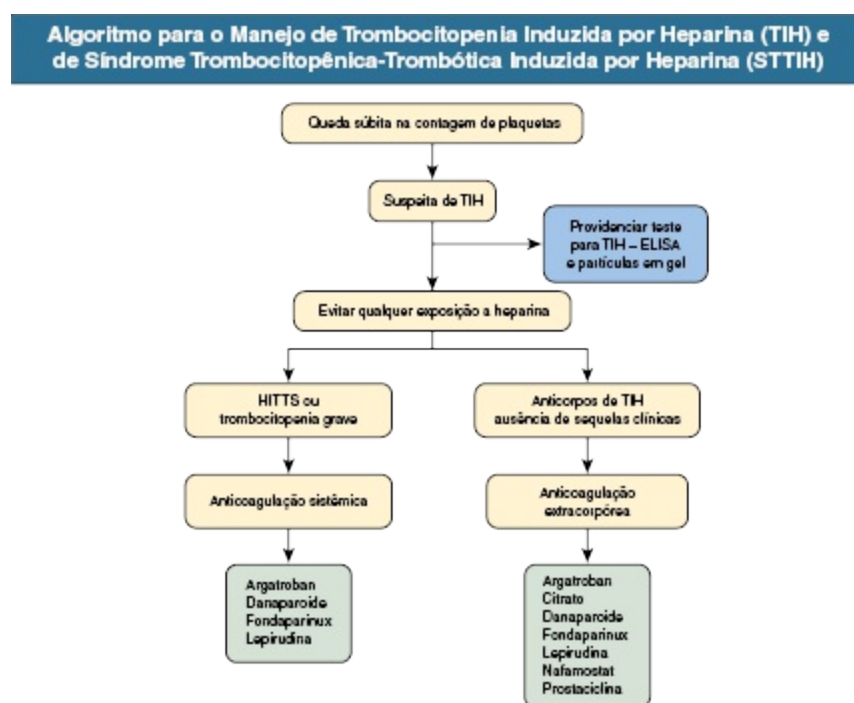 Algoritmo para o Manejo de Trombocitopenia Induzida por Heparina (TIH) e
de Síndrome Trombocitopênica-Trombótica Induzida por Heparina (STTIH)
Queda súbita na contagem de plaquetas
Suspeita de TIH
Providenciar teste
para TIH – ELISA
e partículas em gel
Evitar qualquer exposição a heparina
HITTS ou
trombocitopenia grave
Anticorpos de TIH
ausência de sequelas clínicas
Anticoagulação sistêmica
Anticoagulação
extracorpórea
Argatroban
Danaparoide
Fondaparinux
Lepirudina
Argatroban
Citrato
Danaparoide
Fondaparinux
Lepirudina
Nafamostat
Prostaciclina